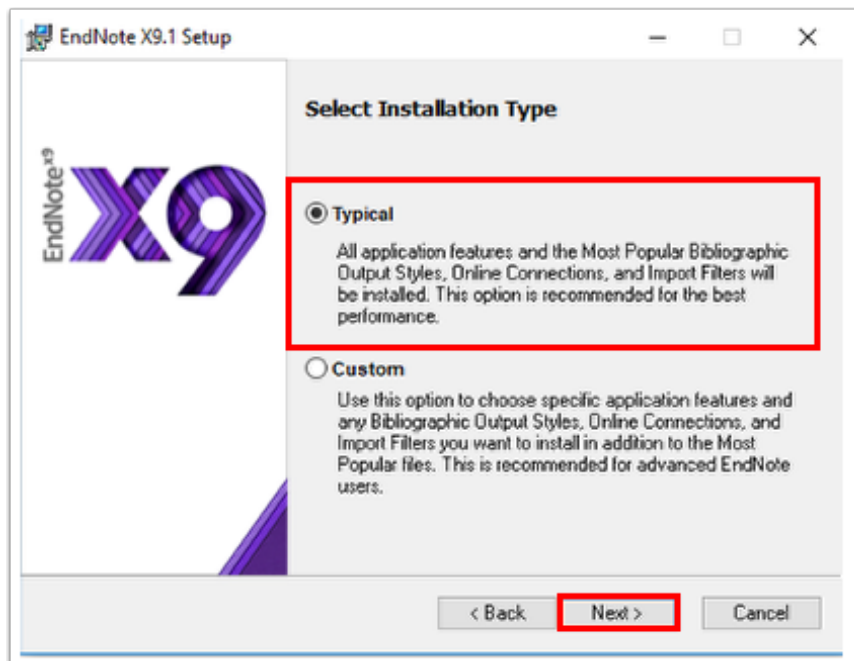 EndNote X9.1 Setup
Select Installation Type
EndNote x9
X9
Typical
All application features and the Most Popular Bibliographic
Output Styles, Online Connections, and Import Filters will
be installed. This option is recommended for the best
performance.
Custom
Use this option to choose specific application features and
any Bibliographic Output Styles, Online Connections, and
Import Filters you want to install in addition to the Most
Popular files. This is recommended for advanced EndNote
users.
< Back Next > Cancel